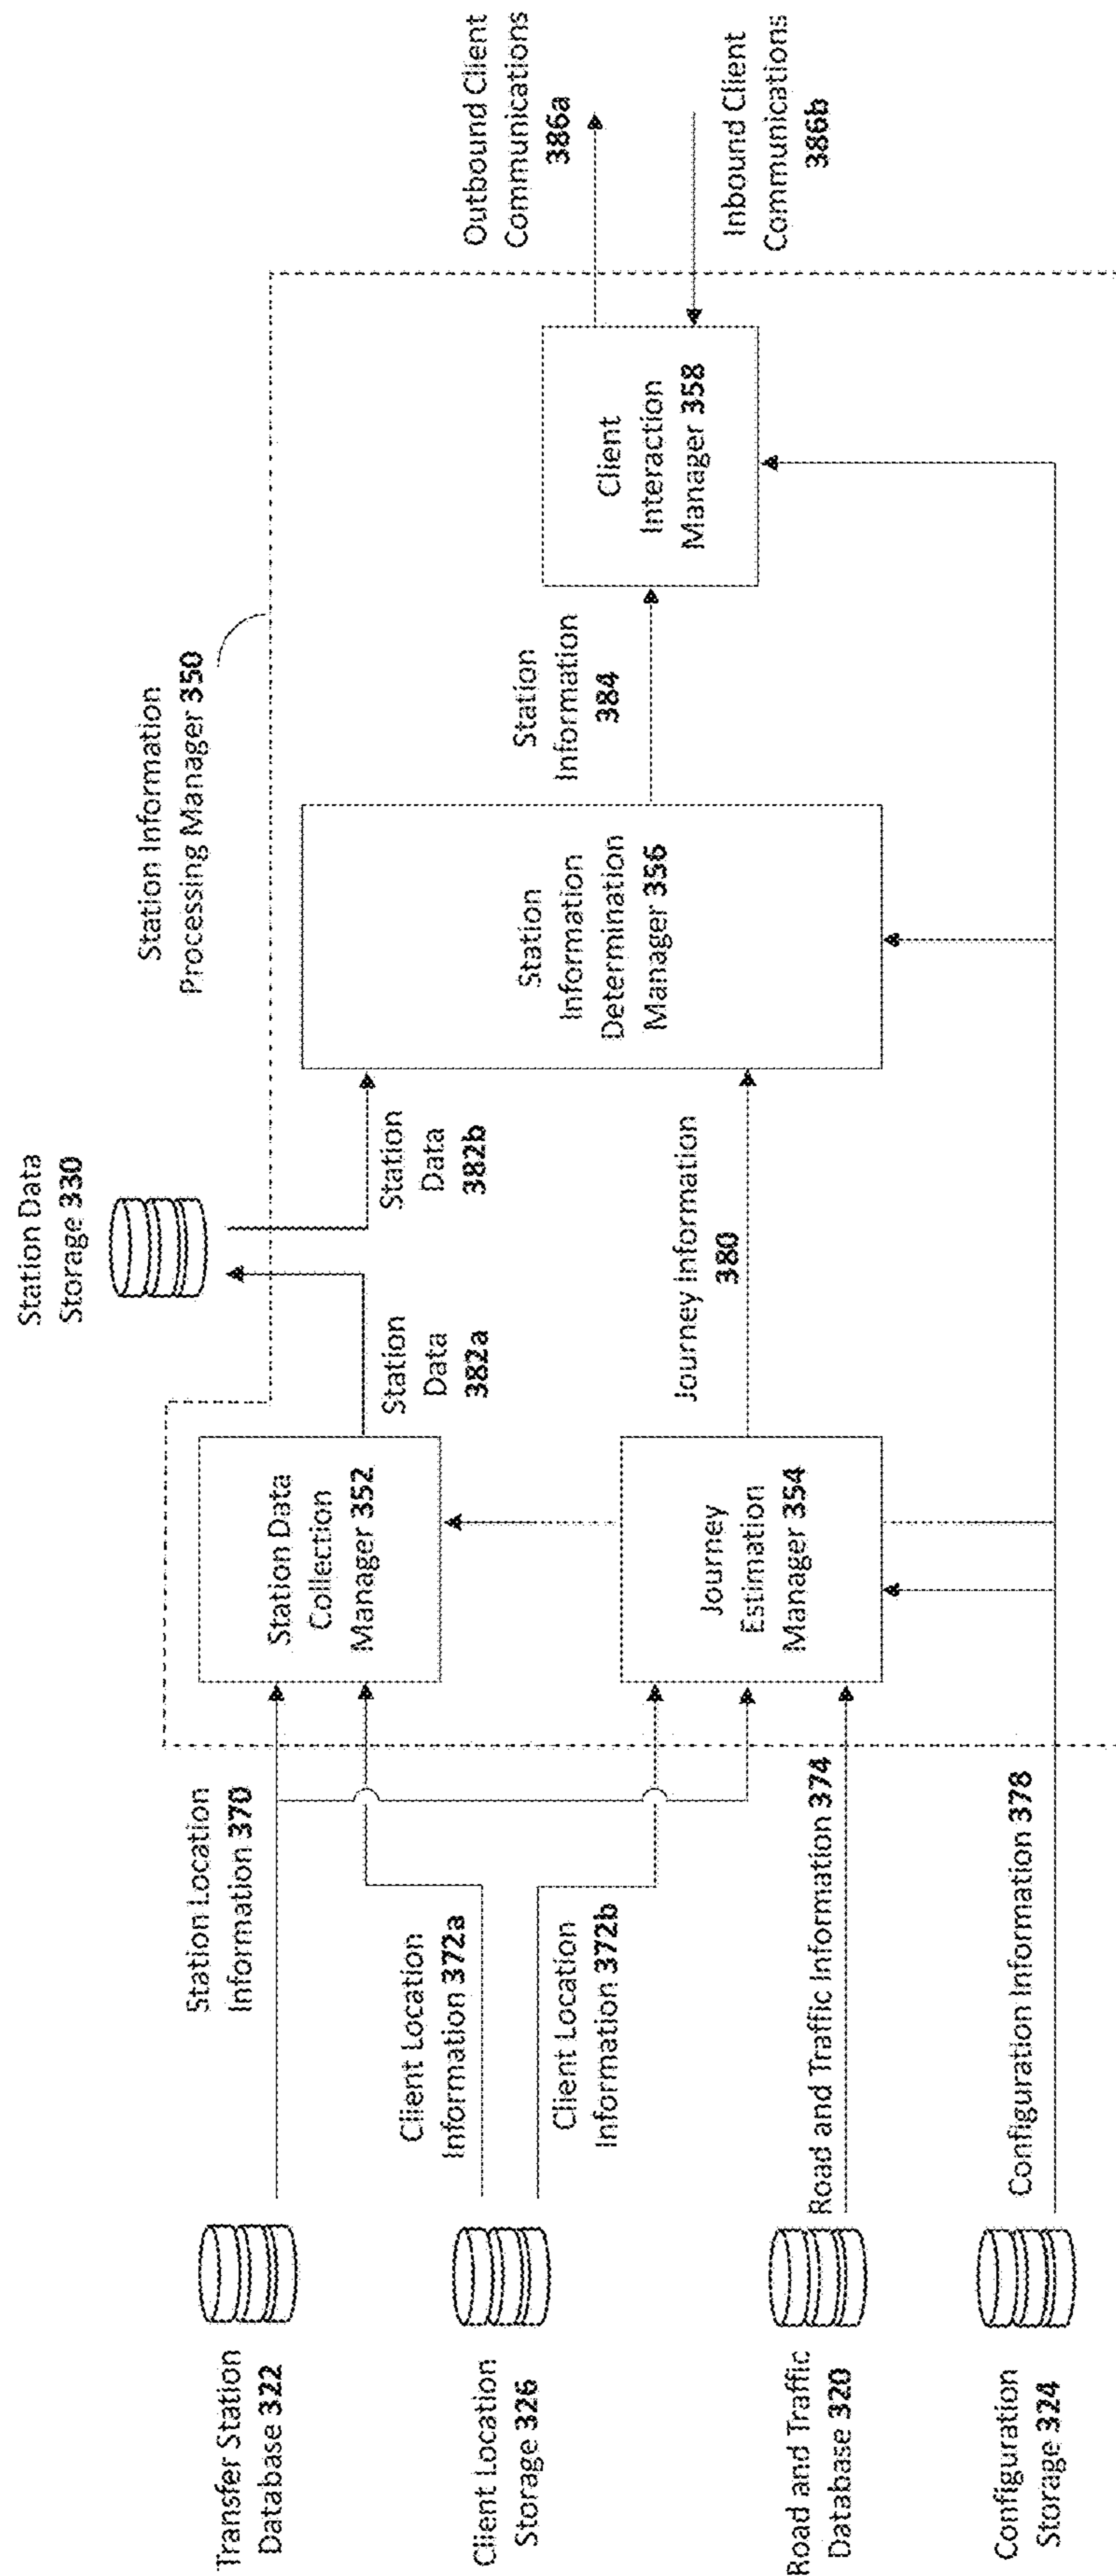 Station Data
Storage 330
Station Information
Processing Manager 350
Outbound Client
Communications
386a
Inbound Client
Communications
386b
Transfer Station
Database 322
Station Location
Information 370
Station Data
Collection
Manager 352
Station
Data
382a
Station
Data
382b
Station
Information
Determination
Manager 356
Station
Information
384
Client
Interaction
Manager 358
Client Location
Storage 326
Client Location
Information 372a
Client Location
Information 372b
Journey
Estimation
Manager 354
Journey Information
380
Road and Traffic
Database 320
Road and Traffic Information 374
Configuration
Storage 324
Configuration Information 378